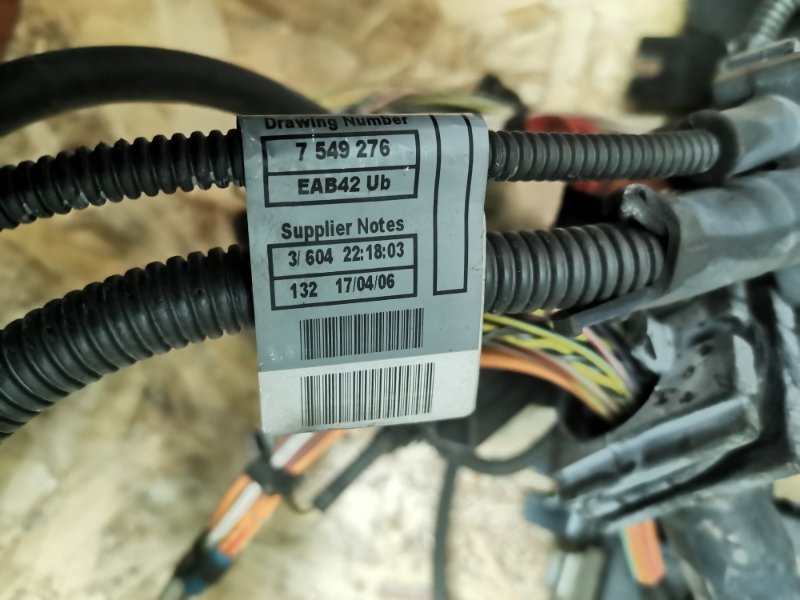 Drawing Number
7 549 276
EAB42 Ub
Supplier Notes
3/ 604 22:18:03
132 17/04/06